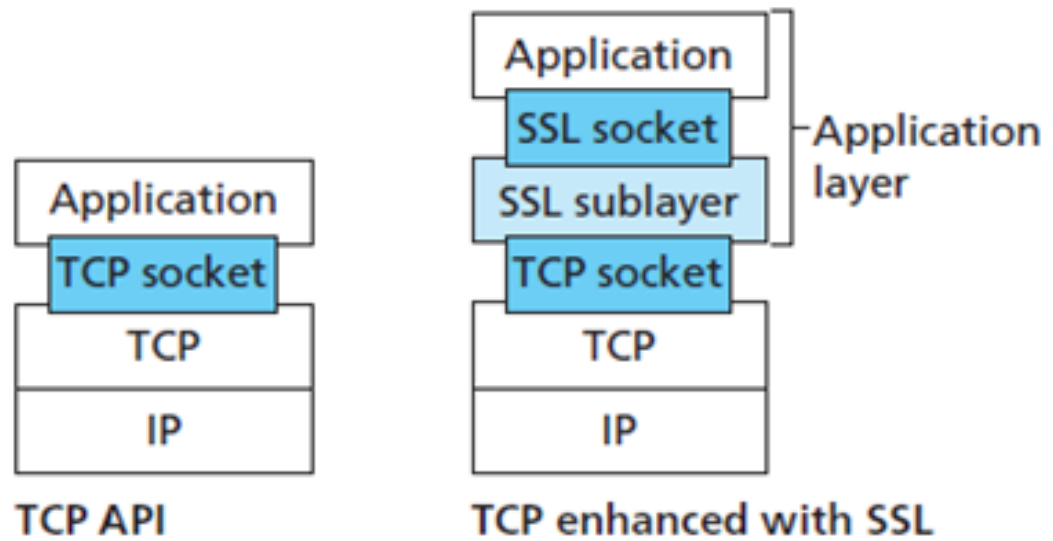 Application
TCP socket
TCP
IP
TCP API
Application
SSL socket
SSL sublayer
TCP socket
TCP
IP
TCP enhanced with SSL
Application
layer